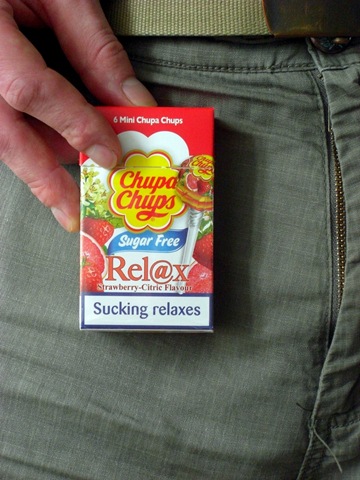 6 Mini Chupa Chups
Chupa
Chups
Sugar Free
Rel@x
Strawberry-Citric Flavour
Sucking relaxes